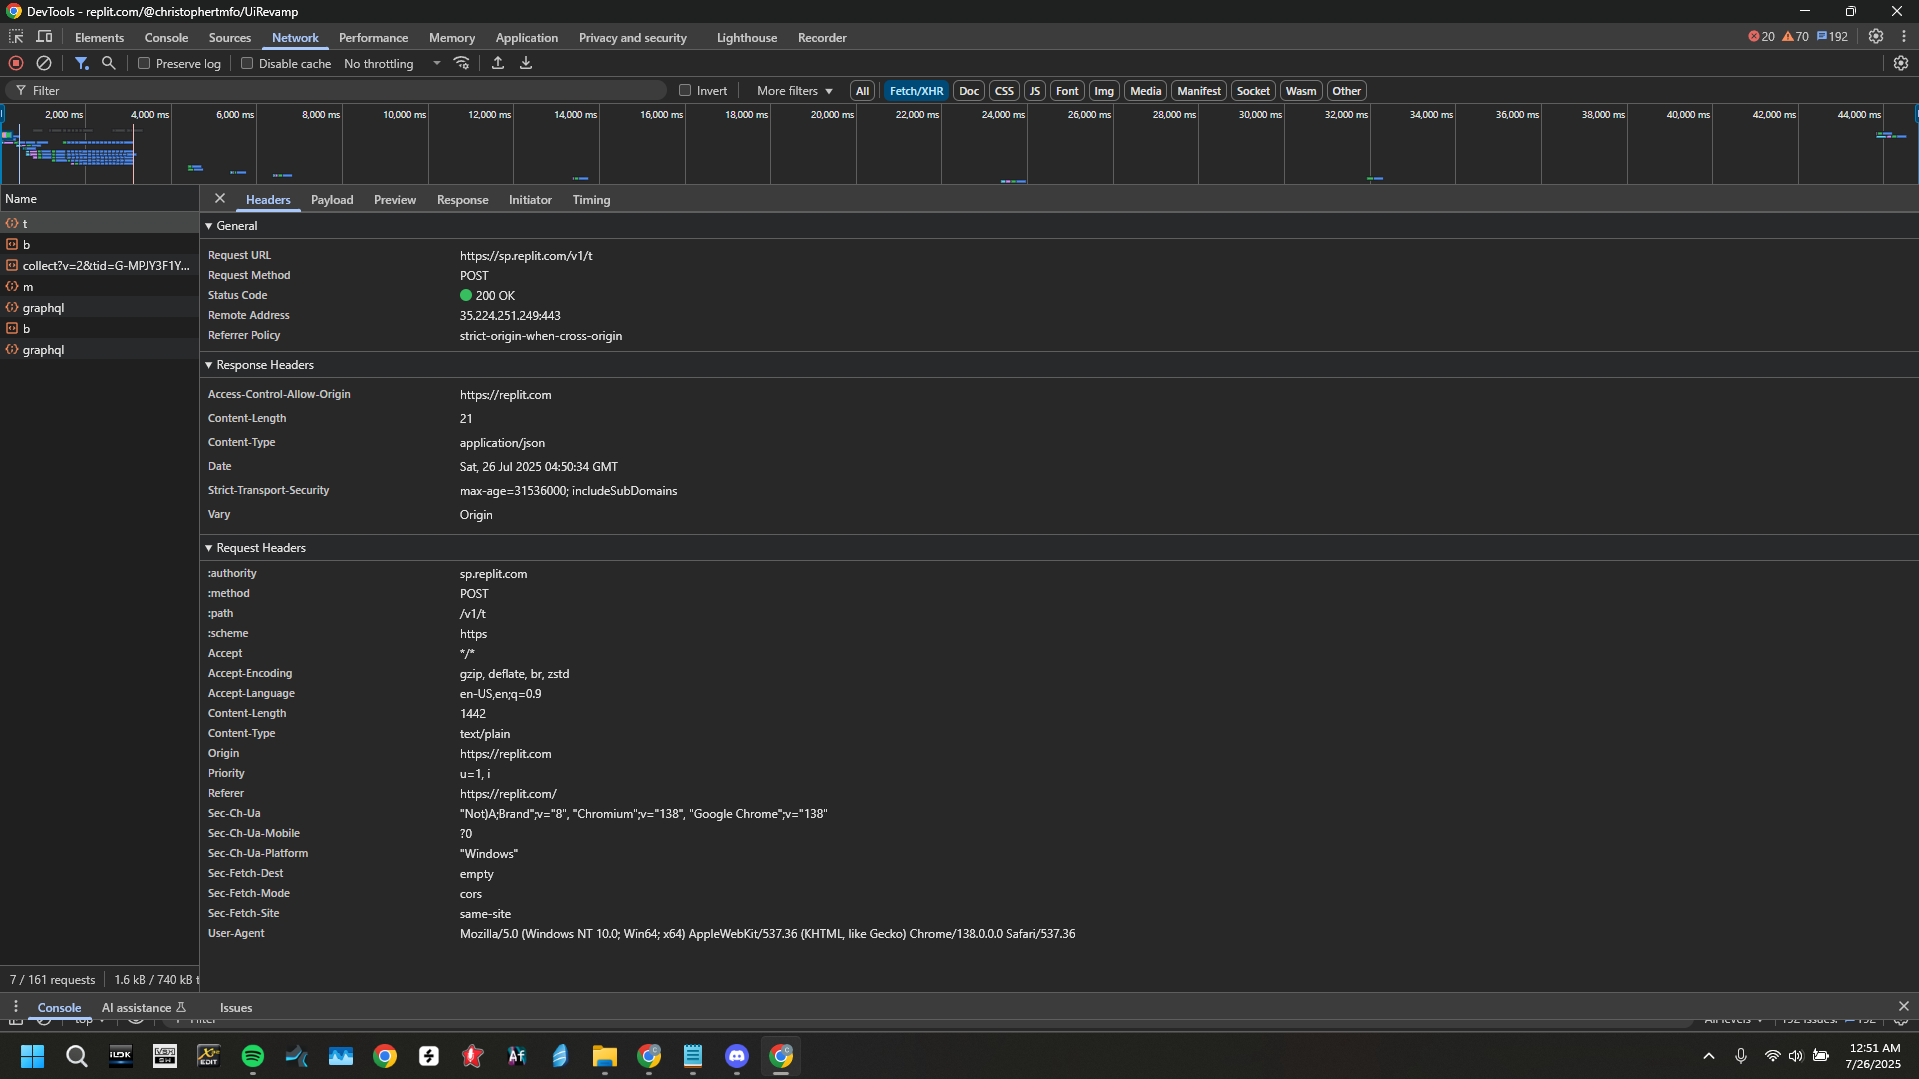 DevTools - replit.com/@christophertmfo/UiRevamp
Elements Console Sources Network Performance Memory Application Privacy and security Lighthouse Recorder 20 70 192
Preserve log Disable cache No throttling
Filter Invert More filters All Fetch/XHR Doc CSS JS Font Img Media Manifest Socket Wasm Other
2,000 ms 4,000 ms 6,000 ms 8,000 ms 10,000 ms 12,000 ms 14,000 ms 16,000 ms 18,000 ms 20,000 ms 22,000 ms 24,000 ms 26,000 ms 28,000 ms 30,000 ms 32,000 ms 34,000 ms 36,000 ms 38,000 ms 40,000 ms 42,000 ms 44,000 ms
Name
t
b
collect?v=2&tid=G-MPJY3F1Y...
m
graphql
b
graphql
Headers Payload Preview Response Initiator Timing
General
Request URL https://sp.replit.com/v1/t
Request Method POST
Status Code 200 OK
Remote Address 35.224.251.249:443
Referrer Policy strict-origin-when-cross-origin
Response Headers
Access-Control-Allow-Origin https://replit.com
Content-Length 21
Content-Type application/json
Date Sat, 26 Jul 2025 04:50:34 GMT
Strict-Transport-Security max-age=31536000; includeSubDomains
Vary Origin
Request Headers
:authority sp.replit.com
:method POST
:path /v1/t
:scheme https
Accept */*
Accept-Encoding gzip, deflate, br, zstd
Accept-Language en-US,en;q=0.9
Content-Length 1442
Content-Type text/plain
Origin https://replit.com
Priority u=1, i
Referer https://replit.com/
Sec-Ch-Ua "Not)A;Brand";v="8", "Chromium";v="138", "Google Chrome";v="138"
Sec-Ch-Ua-Mobile ?0
Sec-Ch-Ua-Platform "Windows"
Sec-Fetch-Dest empty
Sec-Fetch-Mode cors
Sec-Fetch-Site same-site
User-Agent Mozilla/5.0 (Windows NT 10.0; Win64; x64) AppleWebKit/537.36 (KHTML, like Gecko) Chrome/138.0.0.0 Safari/537.36
7 / 161 requests 1.6 kB / 740 kB t
Console AI assistance Issues
top Filter All levels 192 Issues: 192
12:51 AM
7/26/2025